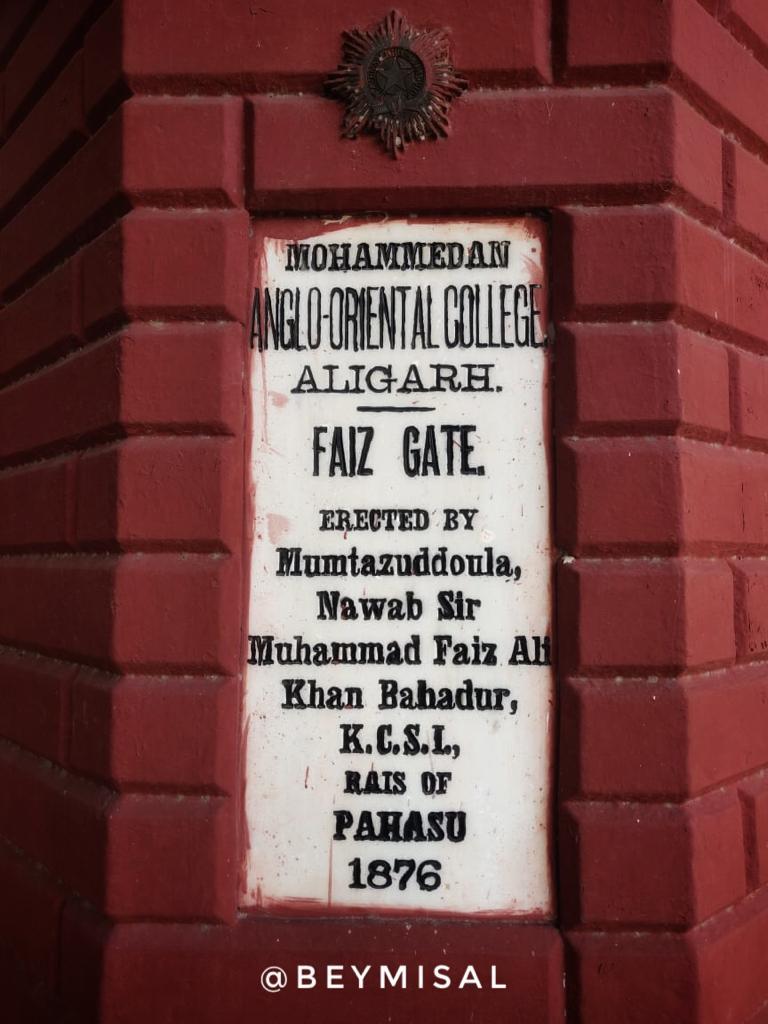 MOHAMMEDAN
ANGLO-ORIENTAL COLLEGE.
ALIGARH.
FAIZ GATE.
ERECTED BY
Mumtazuddoula,
Nawab Sir
Muhammad Faiz Ali
Khan Bahadur,
K.C.S.I.,
RAIS OF
PAHASU
1876
@BEYMISAL